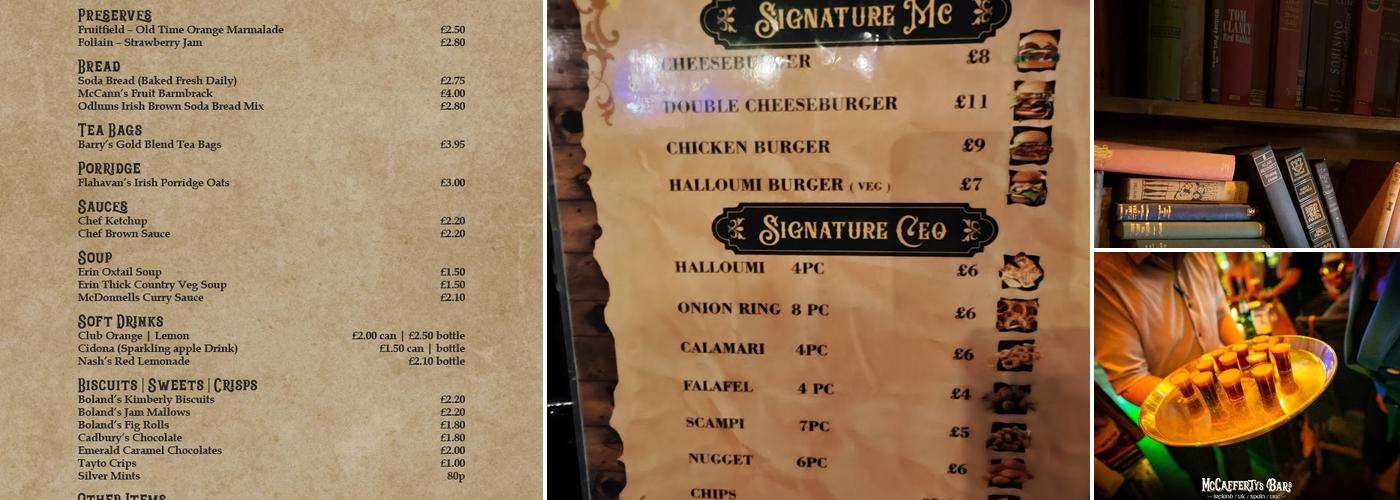 PRESERVES
Fruitfield – Old Time Orange Marmalade £2.50
Follain – Strawberry Jam £2.80
BREAD
Soda Bread (Baked Fresh Daily) £2.75
McCann's Fruit Barmbrack £4.00
Odlums Irish Brown Soda Bread Mix £2.80
TEA BAGS
Barry's Gold Blend Tea Bags £3.95
PORRIDGE
Flahavan's Irish Porridge Oats £3.00
SAUCES
Chef Ketchup £2.20
Chef Brown Sauce £2.20
SOUP
Erin Oxtail Soup £1.50
Erin Thick Country Veg Soup £1.50
McDonnells Curry Sauce £2.10
SOFT DRINKS
Club Orange | Lemon £2.00 can | £2.50 bottle
Cidona (Sparkling apple Drink) £1.50 can | bottle
Nash's Red Lemonade £2.10 bottle
BISCUITS | SWEETS | CRISPS
Boland's Kimberly Biscuits £2.20
Boland's Jam Mallows £2.20
Boland's Fig Rolls £1.80
Cadbury's Chocolate £1.80
Emerald Caramel Chocolates £2.00
Tayto Crips £1.00
Silver Mints 80p
OTHER ITEMS
SIGNATURE Mc
CHEESEBURGER £8
DOUBLE CHEESEBURGER £11
CHICKEN BURGER £9
HALLOUMI BURGER ( VEG ) £7
SIGNATURE CEO
HALLOUMI 4PC £6
ONION RING 8 PC £6
CALAMARI 4PC £6
FALAFEL 4 PC £4
SCAMPI 7PC £5
NUGGET 6PC £6
CHIPS
TOM
CLANCY
Red Rabbit
OMNIBUS
McCAFFERTYS BARS